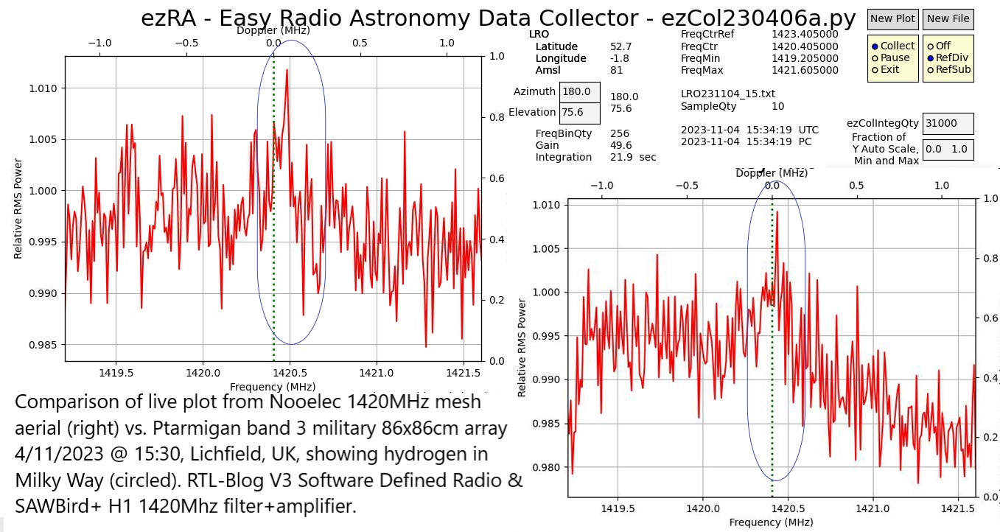 ezRA - Easy Radio Astronomy Data Collector - ezCol230406a.py
New Plot New File
Doppler (MHz)
−1.0 −0.5 0.0 0.5 1.0
LRO
Latitude 52.7
Longitude -1.8
Amsl 81
FreqCtrRef 1423.405000
FreqCtr 1420.405000
FreqMin 1419.205000
FreqMax 1421.605000
Collect
Pause
Exit
Off
RefDiv
RefSub
Azimuth 180.0 180.0
Elevation 75.6 75.6
LRO231104_15.txt
SampleQty 10
FreqBinQty 256
Gain 49.6
Integration 21.9 sec
2023-11-04 15:34:19 UTC
2023-11-04 15:34:19 PC
ezColIntegQty 31000
Fraction of
Y Auto Scale,
Min and Max
0.0 1.0
Relative RMS Power
1.010
1.005
1.000
0.995
0.990
0.985
1.0
0.8
0.6
0.4
0.2
0.0
1419.5 1420.0 1420.5 1421.0 1421.5
Frequency (MHz)
Doppler (MHz)
−1.0 −0.5 0.0 0.5 1.0
Relative RMS Power
1.010
1.005
1.000
0.995
0.990
0.985
0.980
1.0
0.8
0.6
0.4
0.2
0.0
1419.5 1420.0 1420.5 1421.0 1421.5
Frequency (MHz)
Comparison of live plot from Nooelec 1420MHz mesh
aerial (right) vs. Ptarmigan band 3 military 86x86cm array
4/11/2023 @ 15:30, Lichfield, UK, showing hydrogen in
Milky Way (circled). RTL-Blog V3 Software Defined Radio &
SAWBird+ H1 1420Mhz filter+amplifier.